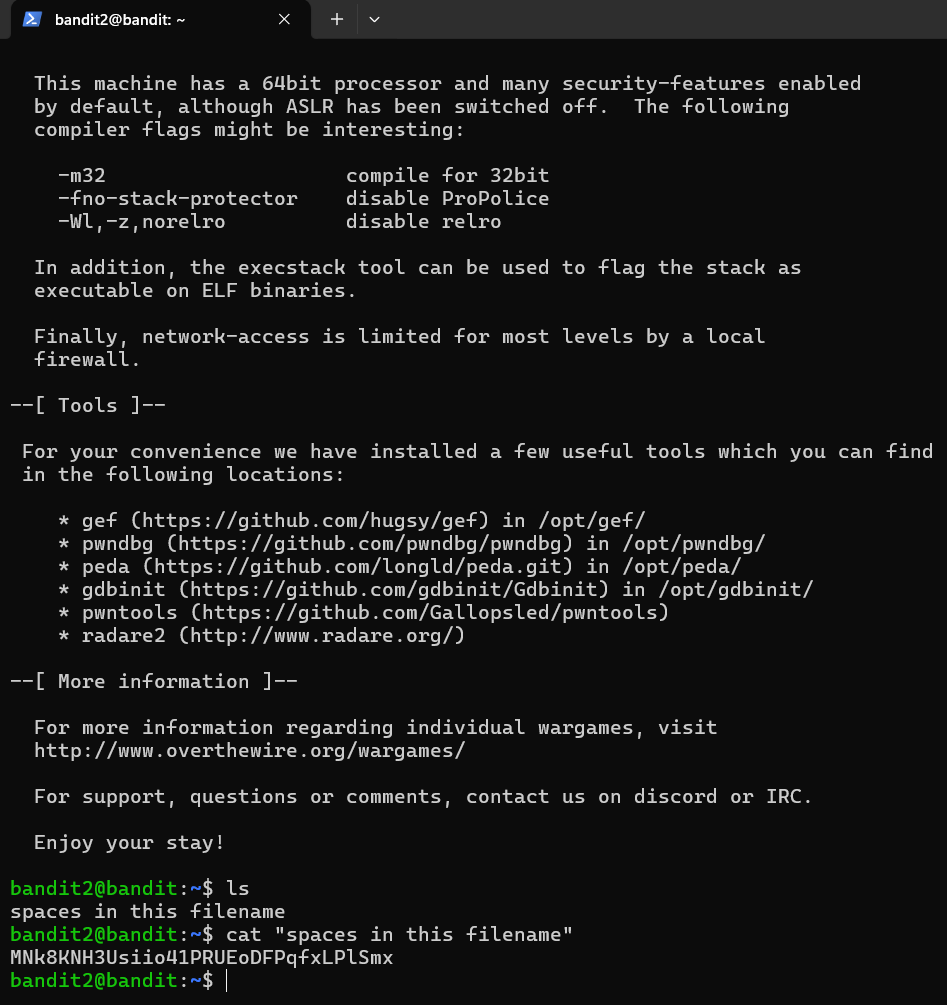 bandit2@bandit: ~
This machine has a 64bit processor and many security-features enabled
by default, although ASLR has been switched off.  The following
compiler flags might be interesting:
-m32                    compile for 32bit
-fno-stack-protector    disable ProPolice
-Wl,-z,norelro          disable relro
In addition, the execstack tool can be used to flag the stack as
executable on ELF binaries.
Finally, network-access is limited for most levels by a local
firewall.
--[ Tools ]--
For your convenience we have installed a few useful tools which you can find
in the following locations:
* gef (https://github.com/hugsy/gef) in /opt/gef/
* pwndbg (https://github.com/pwndbg/pwndbg) in /opt/pwndbg/
* peda (https://github.com/longld/peda.git) in /opt/peda/
* gdbinit (https://github.com/gdbinit/Gdbinit) in /opt/gdbinit/
* pwntools (https://github.com/Gallopsled/pwntools)
* radare2 (http://www.radare.org/)
--[ More information ]--
For more information regarding individual wargames, visit
http://www.overthewire.org/wargames/
For support, questions or comments, contact us on discord or IRC.
Enjoy your stay!
bandit2@bandit:~$ ls
spaces in this filename
bandit2@bandit:~$ cat "spaces in this filename"
MNk8KNH3Usiio41PRUEoDFPqfxLPlSmx
bandit2@bandit:~$